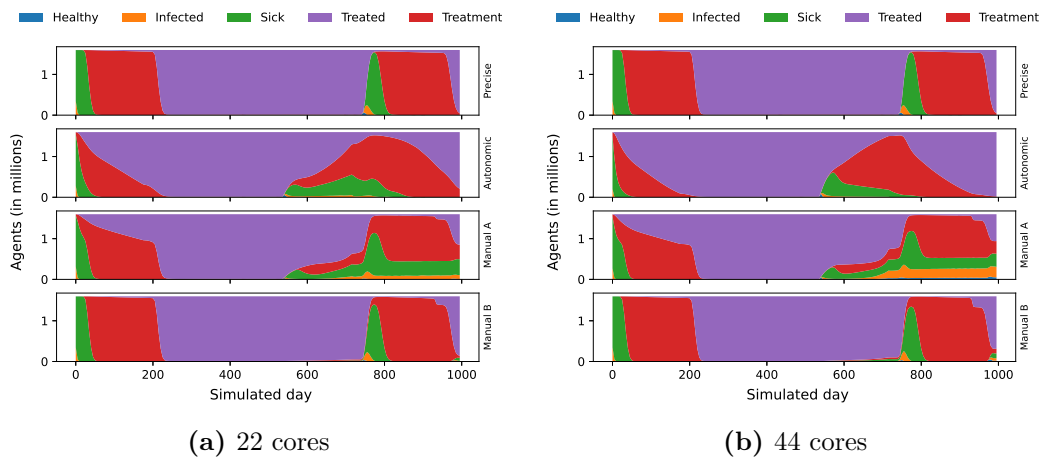 Healthy Infected Sick Treated Treatment
1
0
Precise
1
0
Autonomic
1
0
Manual A
1
0
Manual B
Agents (in millions)
0 200 400 600 800 1000
Simulated day
(a) 22 cores
Healthy Infected Sick Treated Treatment
1
0
Precise
1
0
Autonomic
1
0
Manual A
1
0
Manual B
Agents (in millions)
0 200 400 600 800 1000
Simulated day
(b) 44 cores